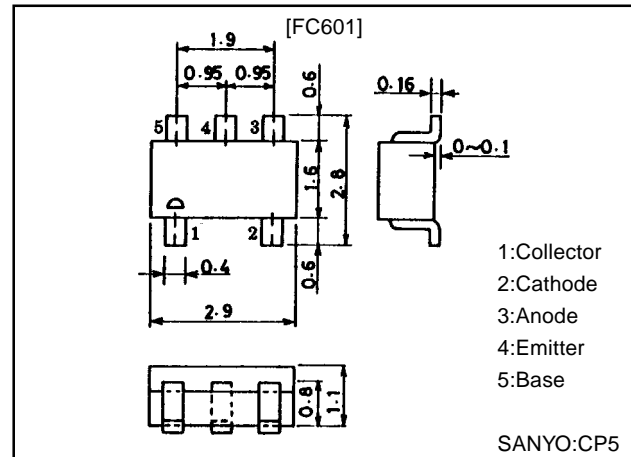 [FC601]
1.9
0.95 0.95
0.6
0.16
5 4 3
0~0.1
1.6
2.8
1 2
0.4
0.6
2.9
1:Collector
2:Cathode
3:Anode
4:Emitter
5:Base
0.8
1.1
SANYO:CP5